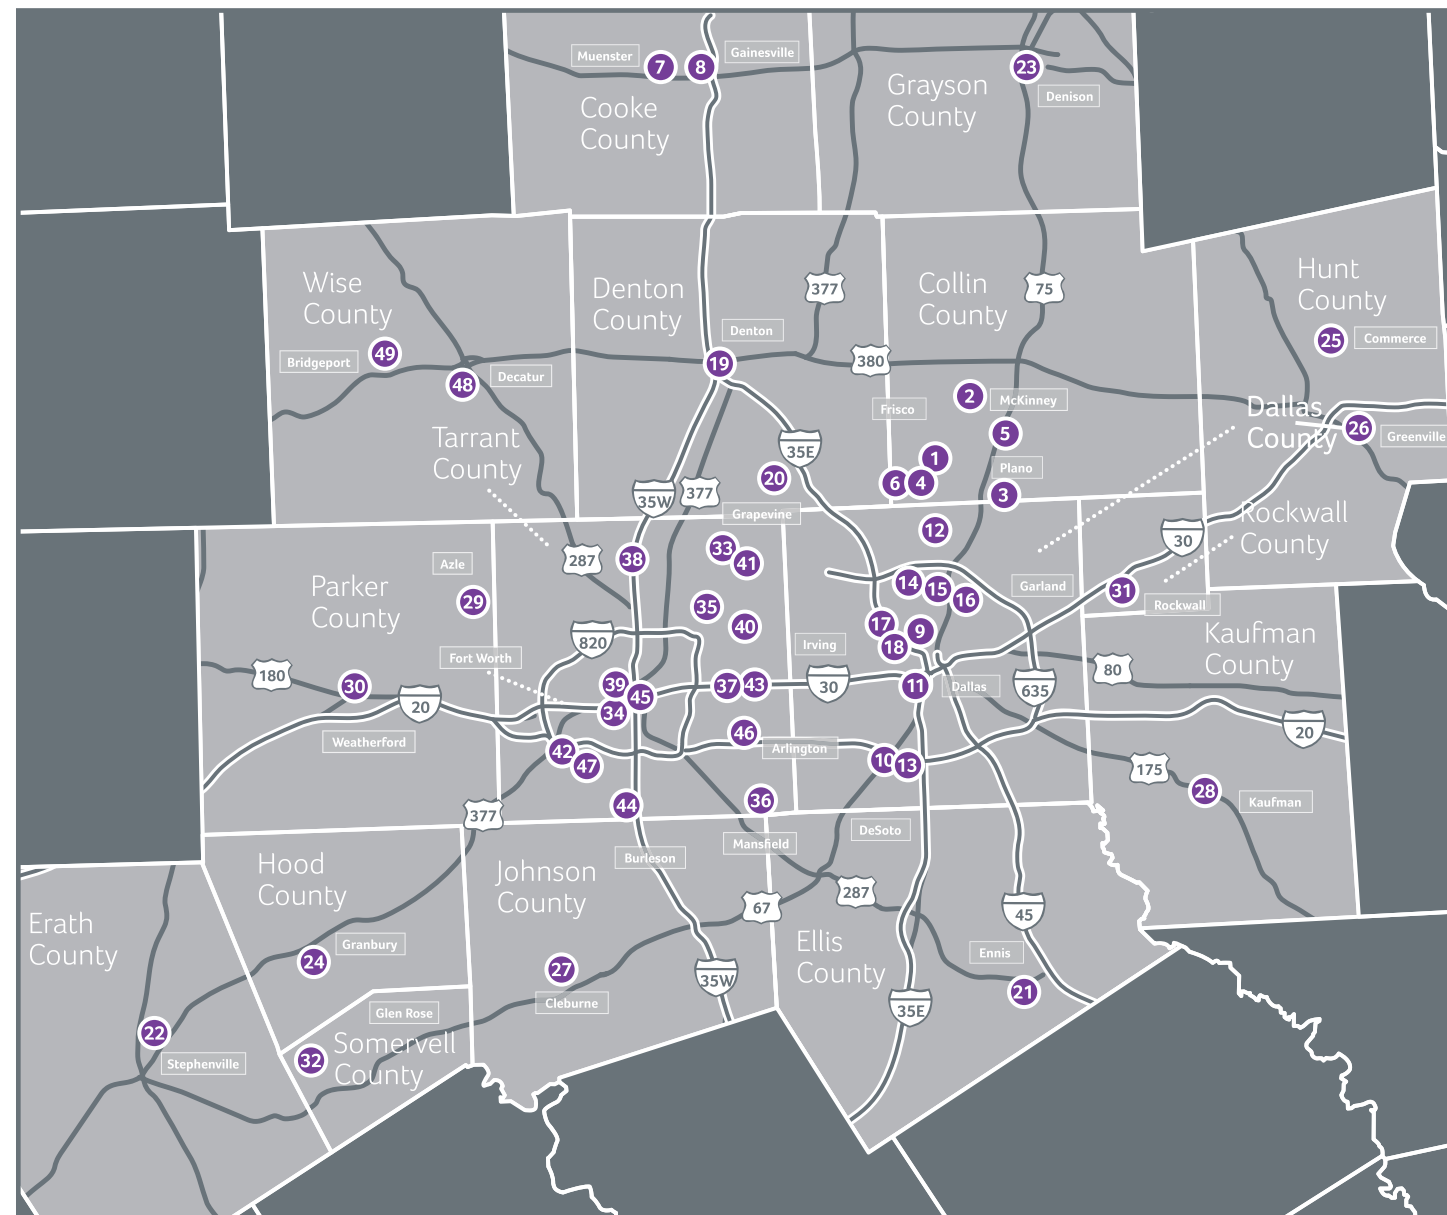 Muenster
7
8
Gainesville
Cooke
County
Grayson
County
23
Denison
Wise
County
Bridgeport
49
48
Decatur
Denton
County
Denton
19
377
Collin
County
75
380
Hunt
County
25
Commerce
Frisco
2
McKinney
5
1
6
4
Plano
3
Dallas
County
26
Greenville
Tarrant
County
35W
377
20
35E
Grapevine
12
Rockwall
County
30
287
38
33
41
Azle
29
Parker
County
35
40
14
15
16
Garland
31
Rockwall
17
9
18
Irving
Kaufman
County
820
Fort Worth
180
30
20
Weatherford
39
45
34
37
43
30
11
Dallas
635
80
20
42
47
46
Arlington
10
13
175
28
Kaufman
44
36
377
Burleson
Mansfield
DeSoto
Hood
County
Johnson
County
67
287
45
Erath
County
Granbury
24
27
Cleburne
35W
Ellis
County
Ennis
21
35E
22
Stephenville
Glen Rose
32
Somervell
County